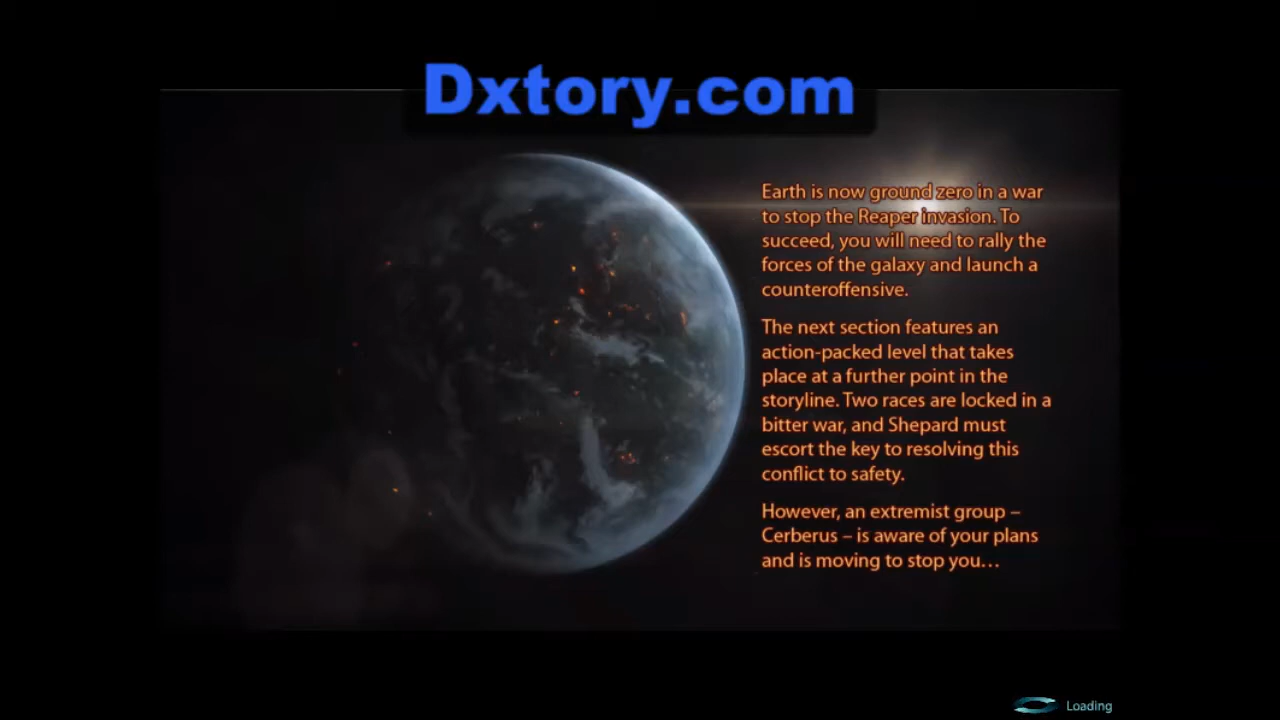 Dxtory.com
Earth is now ground zero in a war
to stop the Reaper invasion. To
succeed, you will need to rally the
forces of the galaxy and launch a
counteroffensive.
The next section features an
action-packed level that takes
place at a further point in the
storyline. Two races are locked in a
bitter war, and Shepard must
escort the key to resolving this
conflict to safety.
However, an extremist group –
Cerberus – is aware of your plans
and is moving to stop you…
Loading